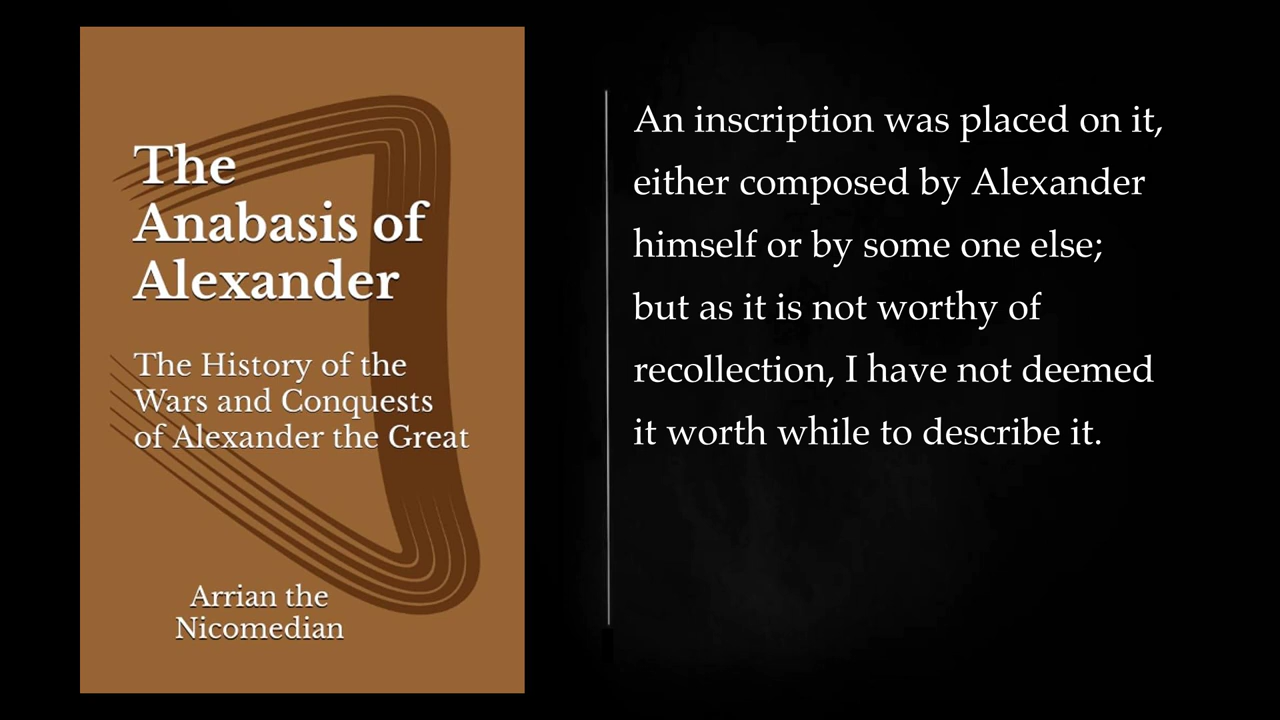 The
Anabasis of
Alexander
The History of the
Wars and Conquests
of Alexander the Great
Arrian the
Nicomedian
An inscription was placed on it,
either composed by Alexander
himself or by some one else;
but as it is not worthy of
recollection, I have not deemed
it worth while to describe it.